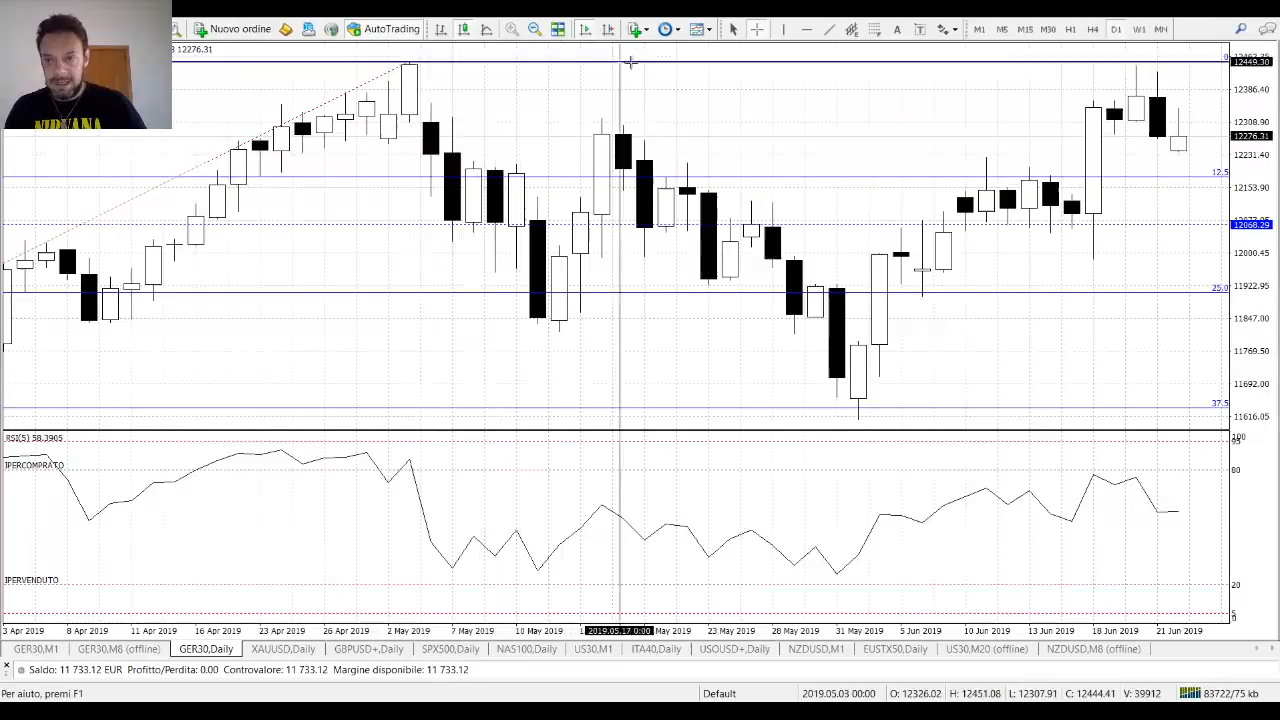 NIRVANA
Nuovo ordine AutoTrading M1 M5 M15 M30 H1 H4 D1 W1 MN
3 12276.31
0
12449.30
12386.40
12308.90
12276.31
12231.40
12.5
12153.90
12068.29
12000.45
25.0
11922.95
11847.00
11769.50
11692.00
37.5
11616.05
RSI(5) 58.3905
100
95
IPERCOMPRATO
80
IPERVENDUTO
20
5
0
3 Apr 2019 8 Apr 2019 11 Apr 2019 16 Apr 2019 23 Apr 2019 26 Apr 2019 2 May 2019 7 May 2019 10 May 2019 2019.05.17 0:00 May 2019 23 May 2019 28 May 2019 31 May 2019 5 Jun 2019 10 Jun 2019 13 Jun 2019 18 Jun 2019 21 Jun 2019
GER30,M1 GER30,M8 (offline) GER30,Daily XAUUSD,Daily GBPUSD+,Daily SPX500,Daily NAS100,Daily US30,M1 ITA40,Daily USOUSD+,Daily NZDUSD,M1 EUSTX50,Daily US30,M20 (offline) NZDUSD,M8 (offline)
Saldo: 11 733.12 EUR Profitto/Perdita: 0.00 Controvalore: 11 733.12 Margine disponibile: 11 733.12
Per aiuto, premi F1 Default 2019.05.03 00:00 O: 12326.02 H: 12451.08 L: 12307.91 C: 12444.41 V: 39912 83722/75 kb